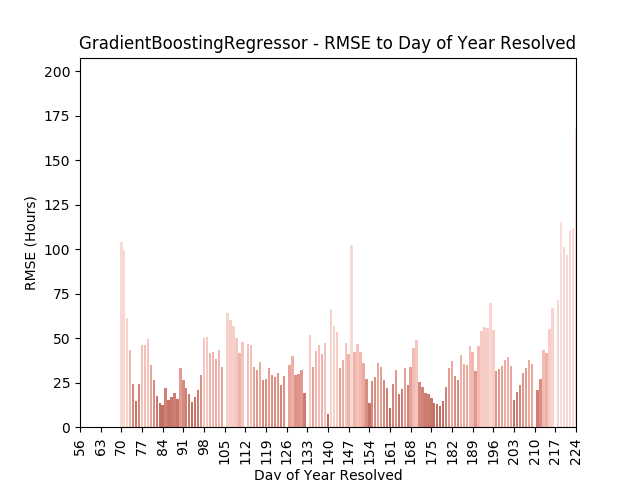 GradientBoostingRegressor - RMSE to Day of Year Resolved
200
175
150
125
100
75
50
25
0
RMSE (Hours)
56 63 70 77 84 91 98 105 112 119 126 133 140 147 154 161 168 175 182 189 196 203 210 217 224
Day of Year Resolved